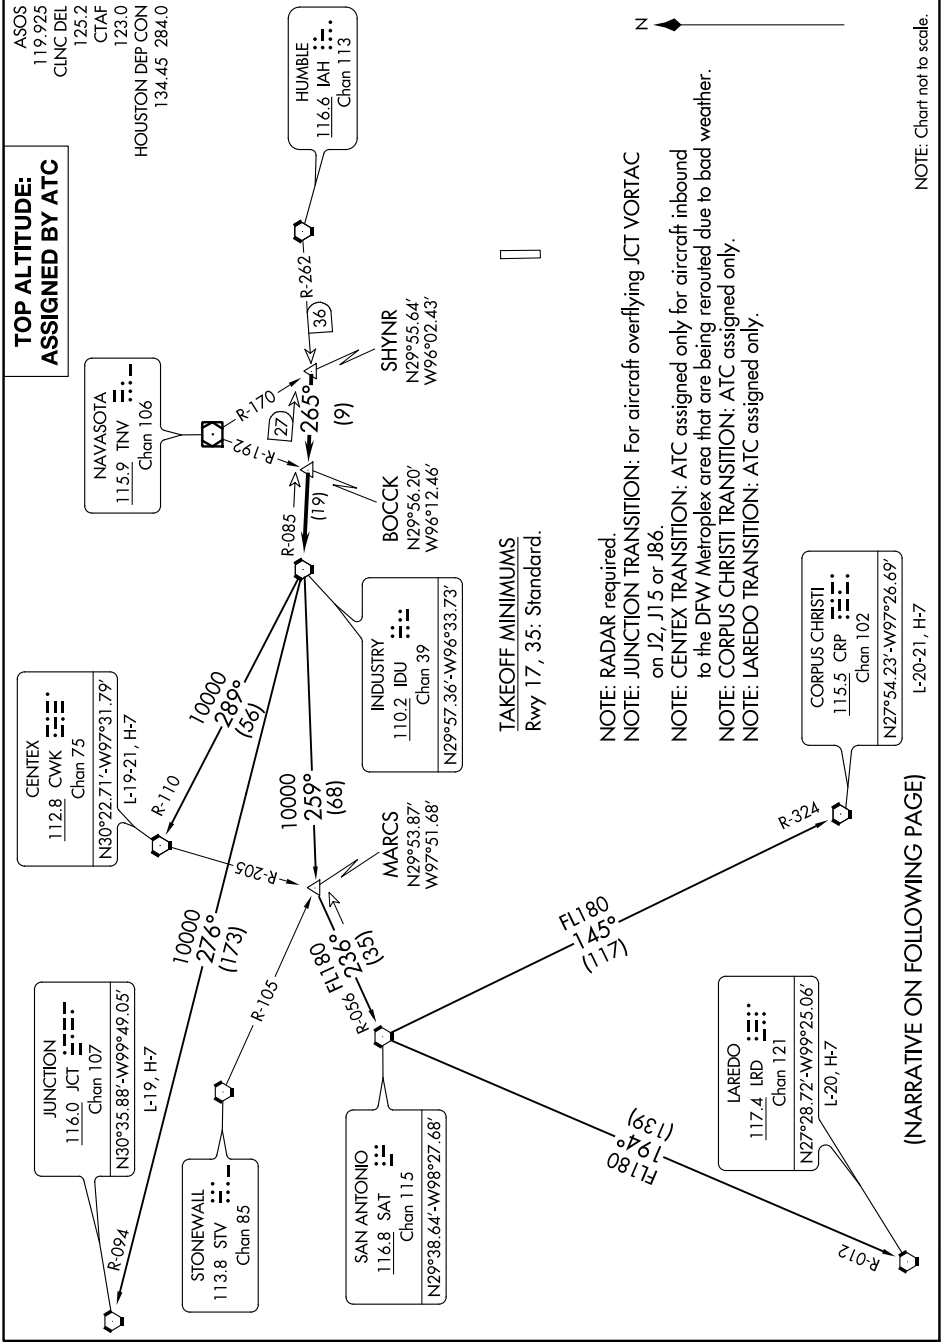 TOP ALTITUDE:
ASSIGNED BY ATC
ASOS
119.925
CLNC DEL
125.2
CTAF
123.0
HOUSTON DEP CON
134.45 284.0
JUNCTION
116.0 JCT
Chan 107
N30°35.88'-W99°49.05'
L-19, H-7
CENTEX
112.8 CWK
Chan 75
N30°22.71'-W97°31.79'
L-19-21, H-7
NAVASOTA
115.9 TNV
Chan 106
HUMBLE
116.6 IAH
Chan 113
R-094
10000
276°
(173)
R-110
10000
289°
(56)
R-205
R-192
R-170
27
R-262
36
STONEWALL
113.8 STV
Chan 85
R-105
10000
259°
(68)
R-085
(19)
265°
(9)
MARCS
N29°53.87'
W97°51.68'
INDUSTRY
110.2 IDU
Chan 39
N29°57.36'-W96°33.73'
BOCCK
N29°56.20'
W96°12.46'
SHYNR
N29°55.64'
W96°02.43'
SAN ANTONIO
116.8 SAT
Chan 115
N29°38.64'-W98°27.68'
R-056
FL180
236°
(35)
TAKEOFF MINIMUMS
Rwy 17, 35: Standard.
NOTE: RADAR required.
NOTE: JUNCTION TRANSITION: For aircraft overflying JCT VORTAC
on J2, J15 or J86.
NOTE: CENTEX TRANSITION: ATC assigned only for aircraft inbound
to the DFW Metroplex area that are being rerouted due to bad weather.
NOTE: CORPUS CHRISTI TRANSITION: ATC assigned only.
NOTE: LAREDO TRANSITION: ATC assigned only.
N
FL180
194°
(139)
R-012
FL180
145°
(117)
R-324
LAREDO
117.4 LRD
Chan 121
N27°28.72'-W99°25.06'
L-20, H-7
CORPUS CHRISTI
115.5 CRP
Chan 102
N27°54.23'-W97°26.69'
L-20-21, H-7
(NARRATIVE ON FOLLOWING PAGE)
NOTE: Chart not to scale.